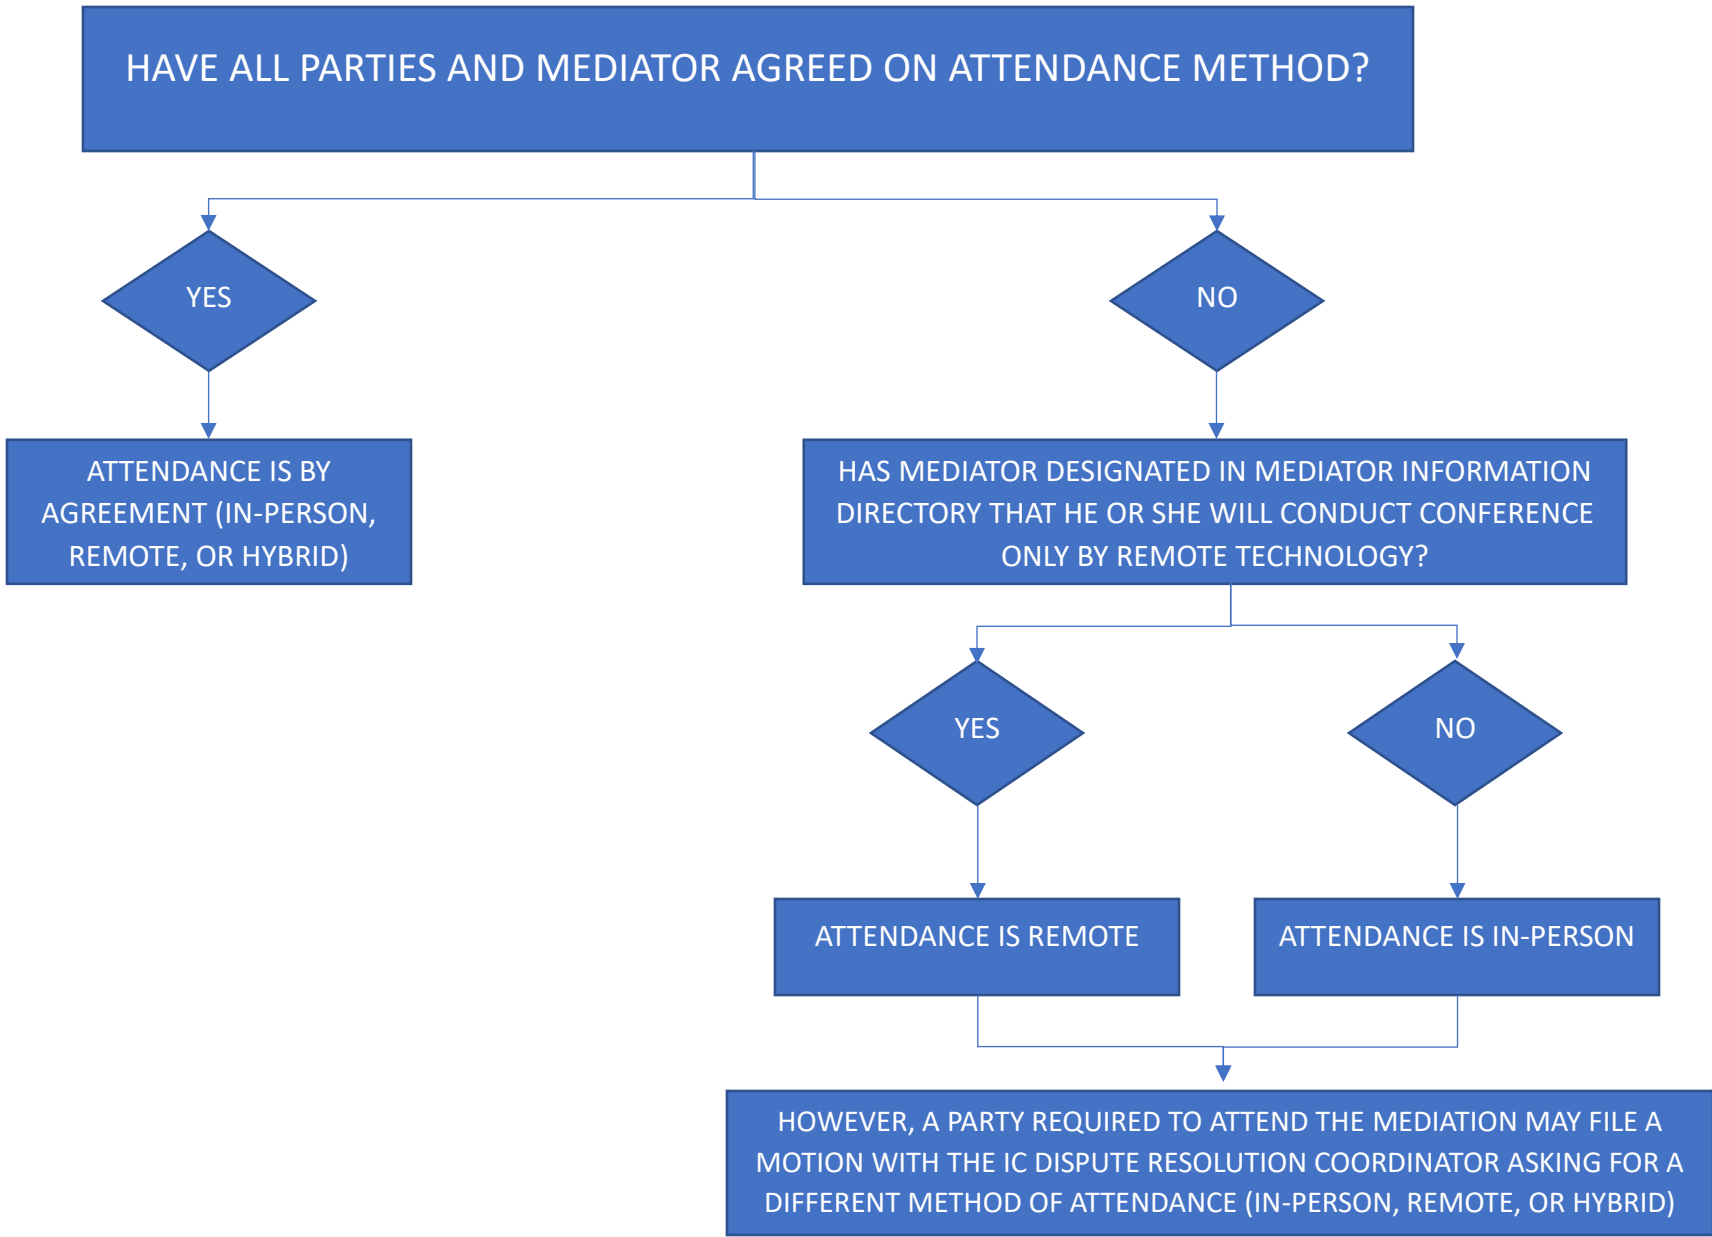 HAVE ALL PARTIES AND MEDIATOR AGREED ON ATTENDANCE METHOD?
YES
NO
ATTENDANCE IS BY
AGREEMENT (IN-PERSON,
REMOTE, OR HYBRID)
HAS MEDIATOR DESIGNATED IN MEDIATOR INFORMATION
DIRECTORY THAT HE OR SHE WILL CONDUCT CONFERENCE
ONLY BY REMOTE TECHNOLOGY?
YES
NO
ATTENDANCE IS REMOTE
ATTENDANCE IS IN-PERSON
HOWEVER, A PARTY REQUIRED TO ATTEND THE MEDIATION MAY FILE A
MOTION WITH THE IC DISPUTE RESOLUTION COORDINATOR ASKING FOR A
DIFFERENT METHOD OF ATTENDANCE (IN-PERSON, REMOTE, OR HYBRID)